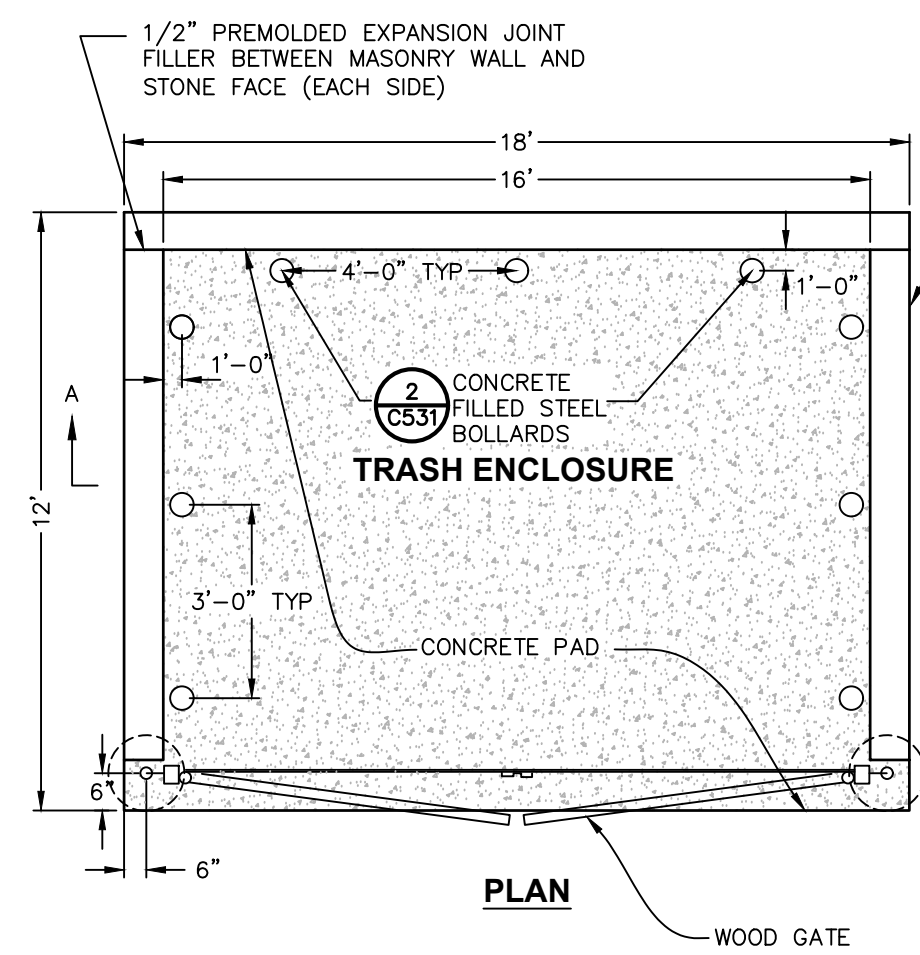 1/2" PREMOLDED EXPANSION JOINT
FILLER BETWEEN MASONRY WALL AND
STONE FACE (EACH SIDE)
18'
16'
4'-0" TYP
1'-0"
1'-0"
A
2
C531
CONCRETE
FILLED STEEL
BOLLARDS
TRASH ENCLOSURE
12'
3'-0" TYP
CONCRETE PAD
6"
6"
PLAN
WOOD GATE